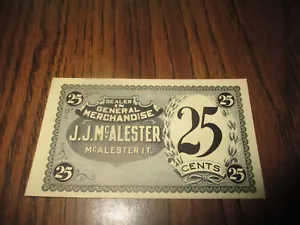 25
DEALER
IN
GENERAL
MERCHANDISE
J.J. McALESTER
McALESTER I.T.
25
CENTS
25
25
25